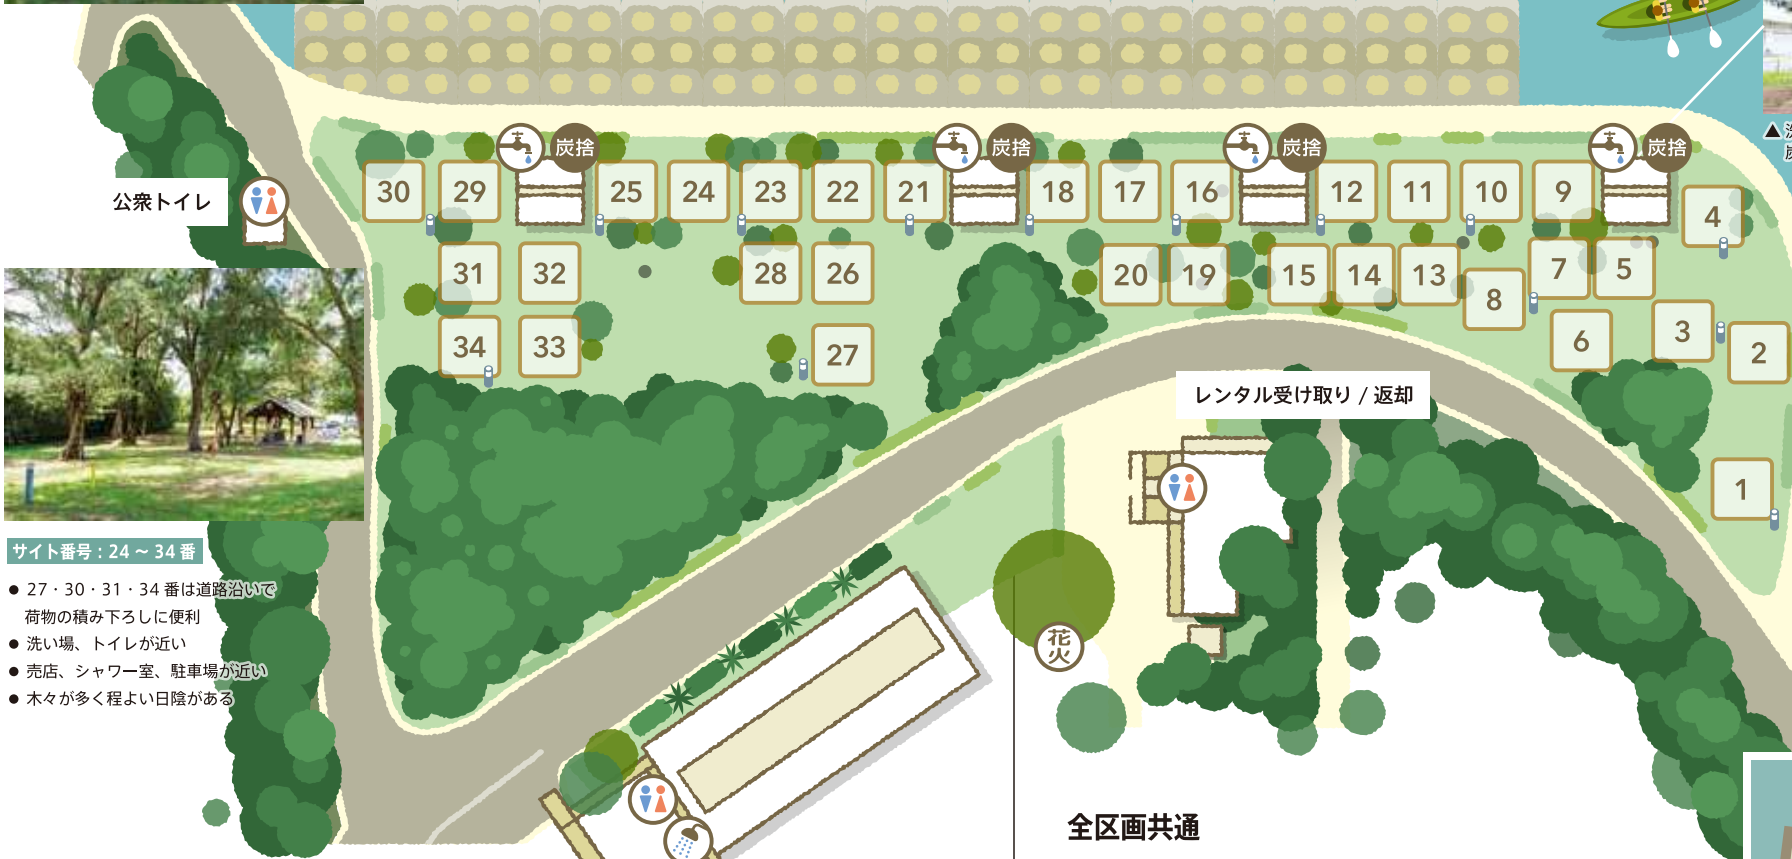 炭捨
炭捨
炭捨
炭捨
▲
30
29
25
24
23
22
21
18
17
16
12
11
10
9
4
公衆トイレ
31
32
28
26
20
19
15
14
13
8
7
5
6
3
2
34
33
27
レンタル受け取り / 返却
1
サイト番号：24 ～ 34 番
● 27・30・31・34 番は道路沿いで
荷物の積み下ろしに便利
● 洗い場、トイレが近い
● 売店、シャワー室、駐車場が近い
● 木々が多く程よい日陰がある
花火
全区画共通